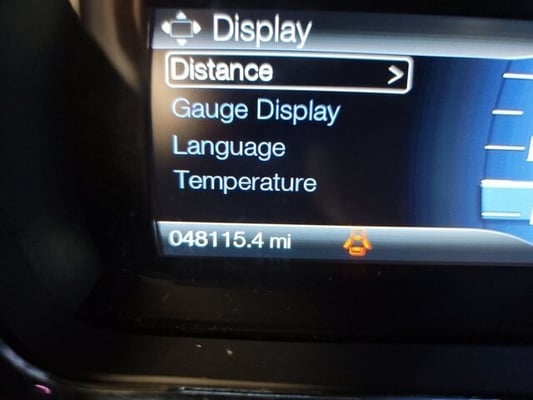 Display
Distance >
Gauge Display
Language
Temperature
048115.4 mi